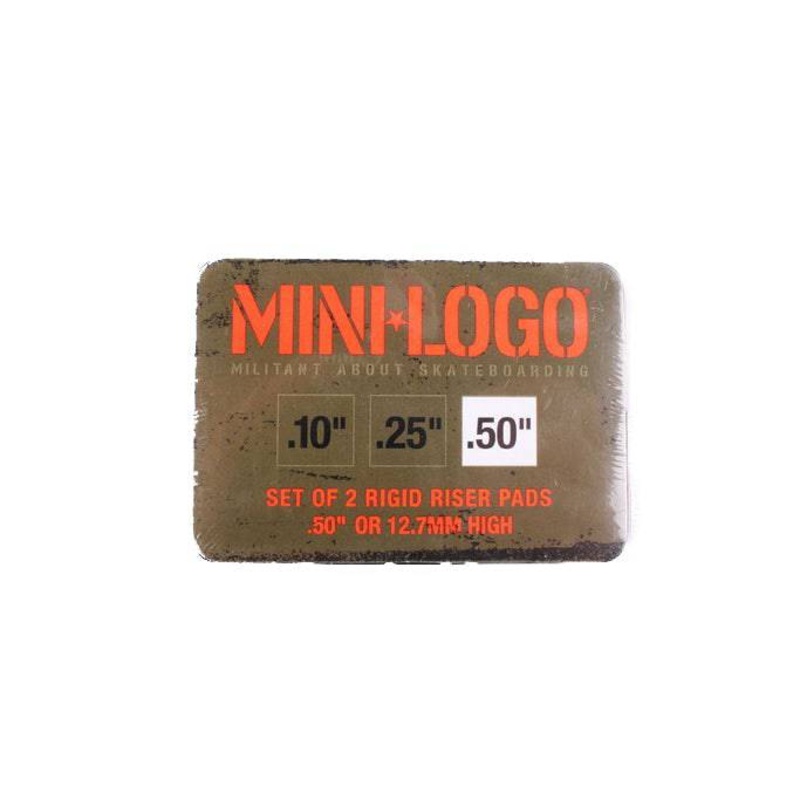 MINI★LOGO
MILITANT ABOUT SKATEBOARDING
.10" .25" .50"
SET OF 2 RIGID RISER PADS
.50" OR 12.7MM HIGH